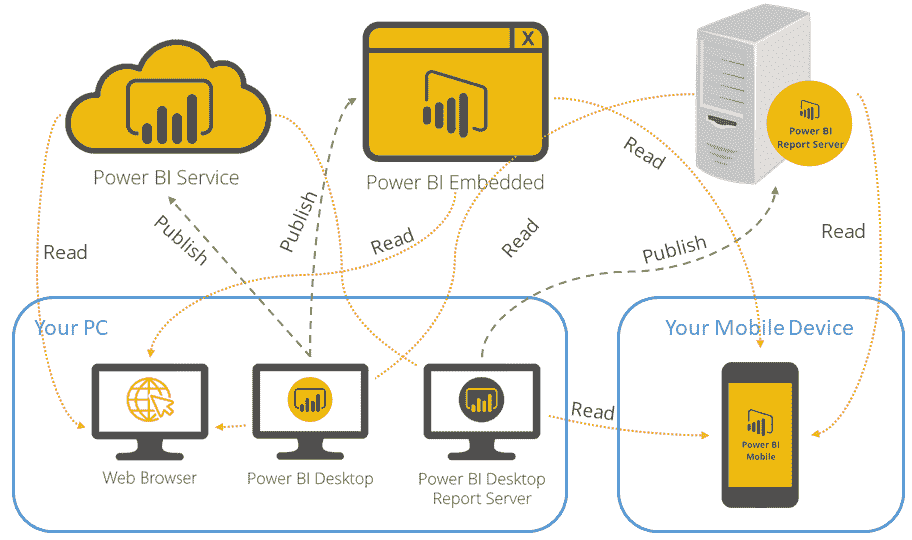 X
Power BI
Report Server
Power BI Service
Power BI Embedded
Read
Publish
Publish
Read
Read
Read
Publish
Read
Your PC
Your Mobile Device
Web Browser
Power BI Desktop
Power BI Desktop
Report Server
Read
Power BI
Mobile